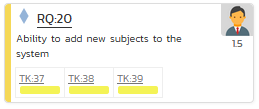 RQ:20
Ability to add new subjects to the
system
1.5
TK:37 TK:38 TK:39